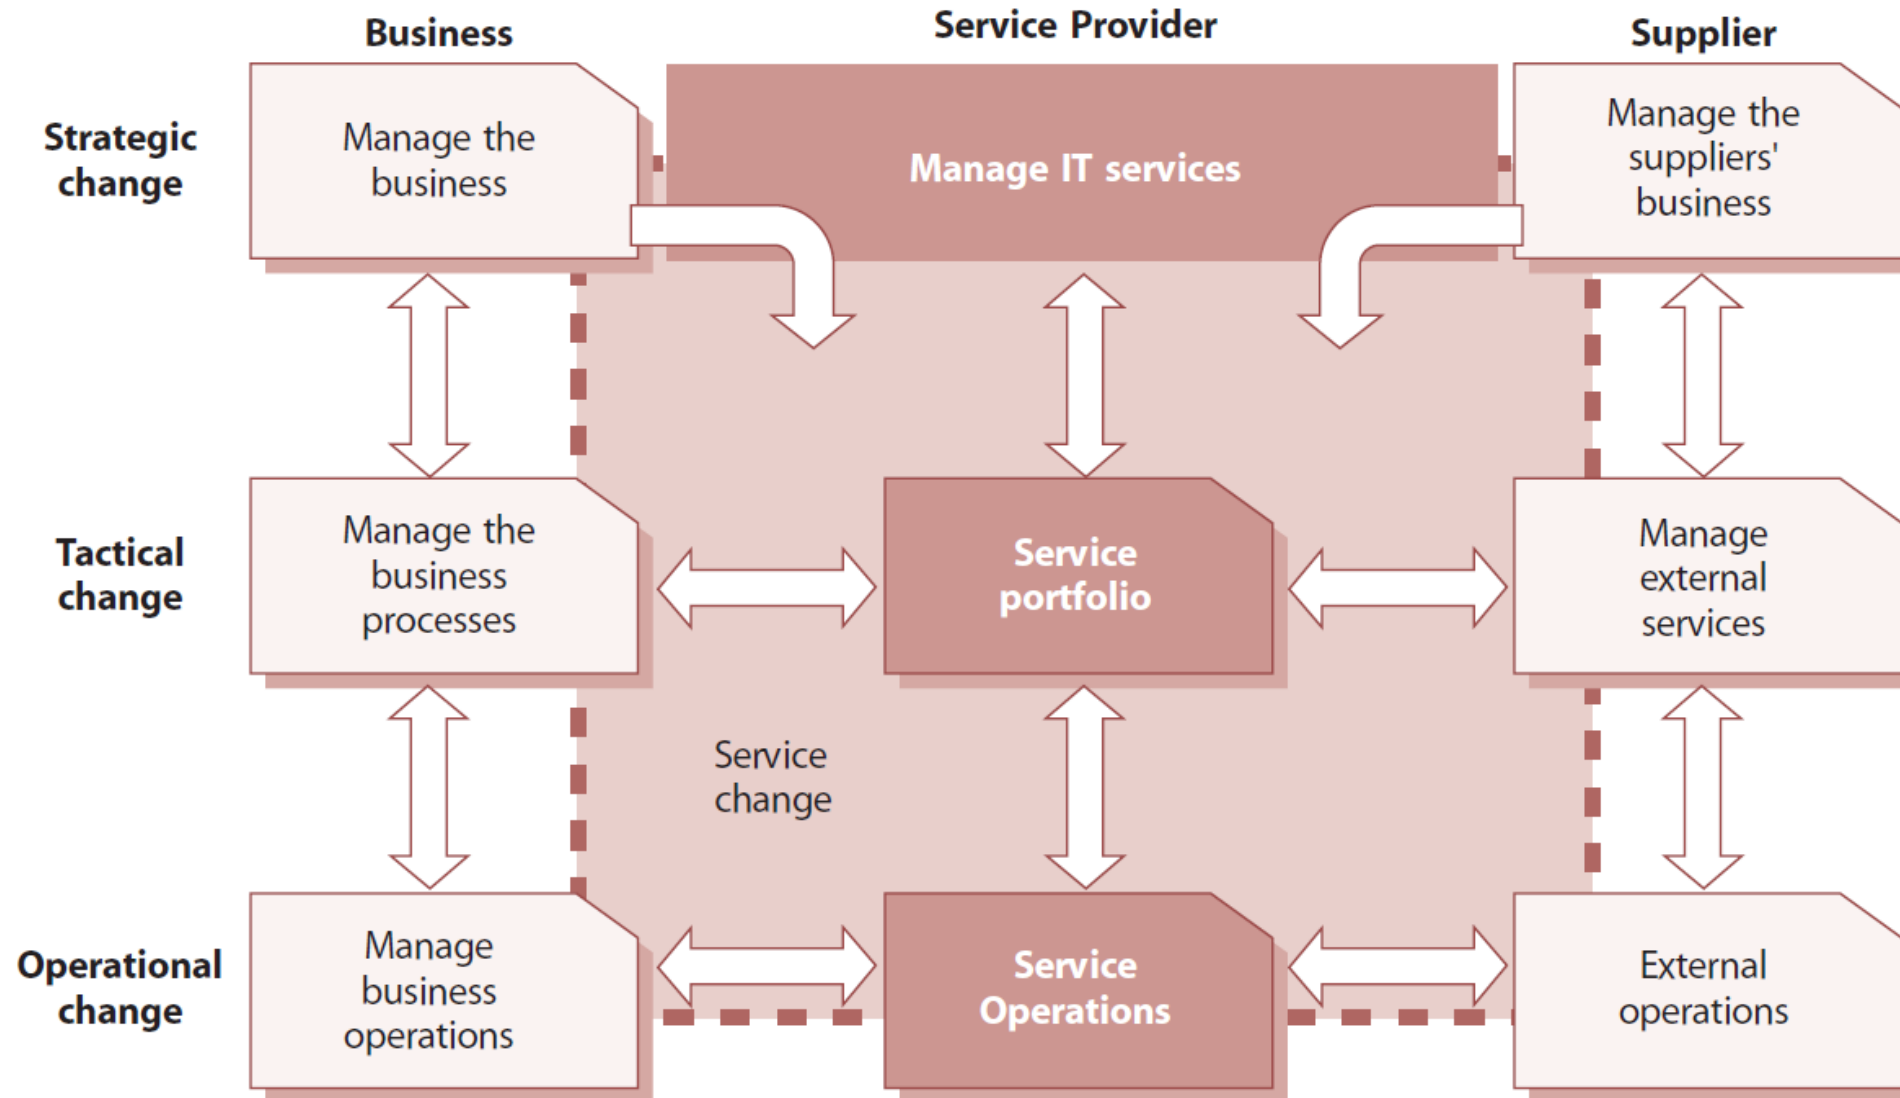 Business
Service Provider
Supplier
Strategic
change
Manage the
business
Manage IT services
Manage the
suppliers'
business
Tactical
change
Manage the
business
processes
Service
portfolio
Manage
external
services
Service
change
Operational
change
Manage
business
operations
Service
Operations
External
operations